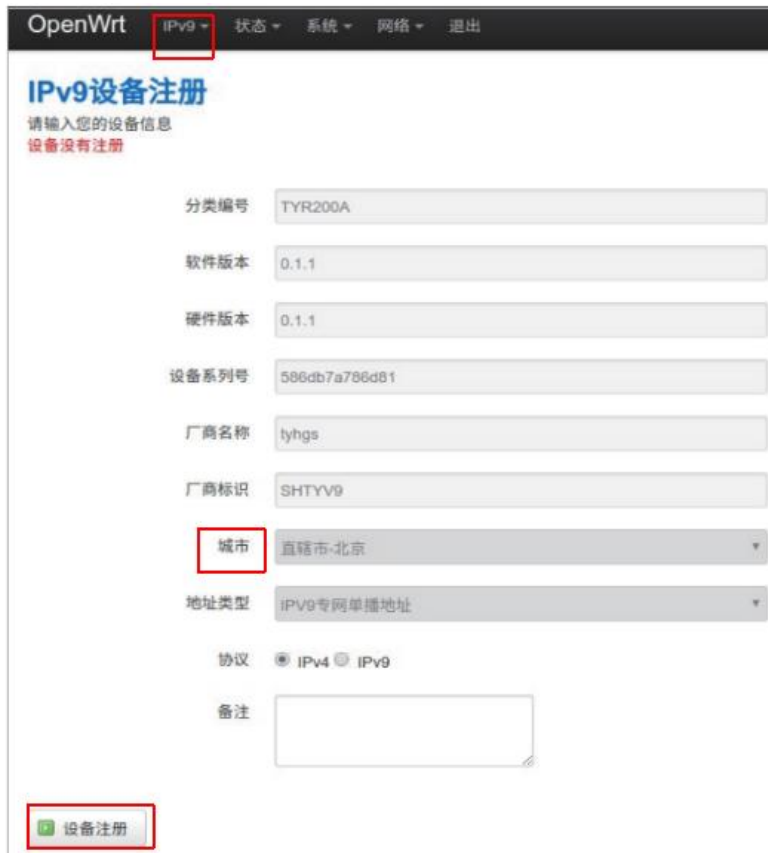 OpenWrt IPv9 状态 系统 网络 退出
IPv9设备注册
请输入您的设备信息
设备没有注册
分类编号 TYR200A
软件版本 0.1.1
硬件版本 0.1.1
设备系列号 586db7a786d81
厂商名称 tyhgs
厂商标识 SHTYV9
城市 直辖市-北京
地址类型 IPV9专网单播地址
协议 IPv4 IPv9
备注
设备注册